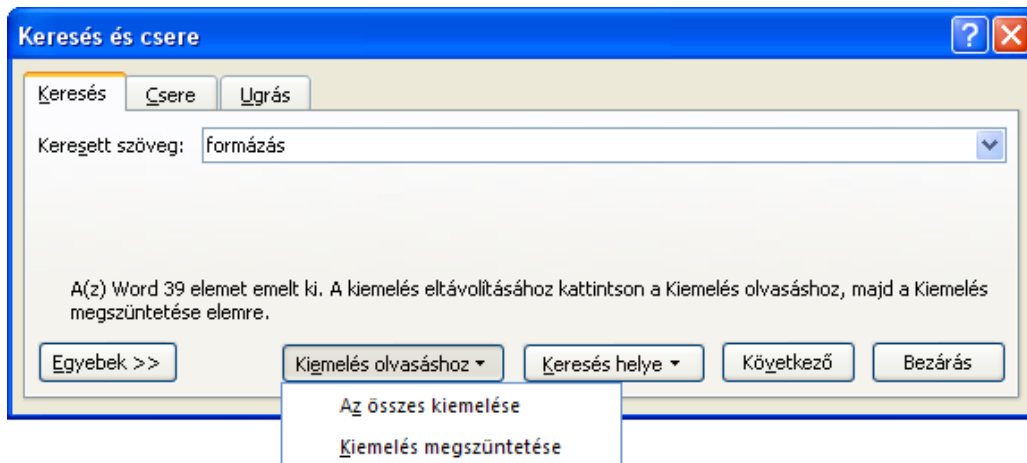 Keresés és csere
Keresés Csere Ugrás
Keresett szöveg: formázás
A(z) Word 39 elemet emelt ki. A kiemelés eltávolításához kattintson a Kiemelés olvasáshoz, majd a Kiemelés
megszüntetése elemre.
Egyebek >> Kiemelés olvasáshoz Keresés helye Következő Bezárás
Az összes kiemelése
Kiemelés megszüntetése